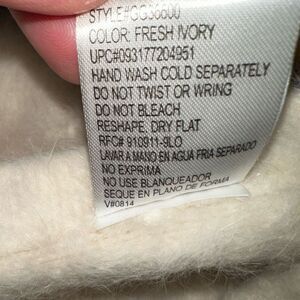 STYLE#GG36600
COLOR: FRESH IVORY
UPC#093177204951
HAND WASH COLD SEPARATELY
DO NOT TWIST OR WRING
DO NOT BLEACH
RESHAPE, DRY FLAT
RFC# 910911-9LO
LAVAR A MANO EN AGUA FRIA SEPARADO
NO EXPRIMA
NO USE BLANQUEADOR
SEQUE EN PLANO DE FORMA
V#0814